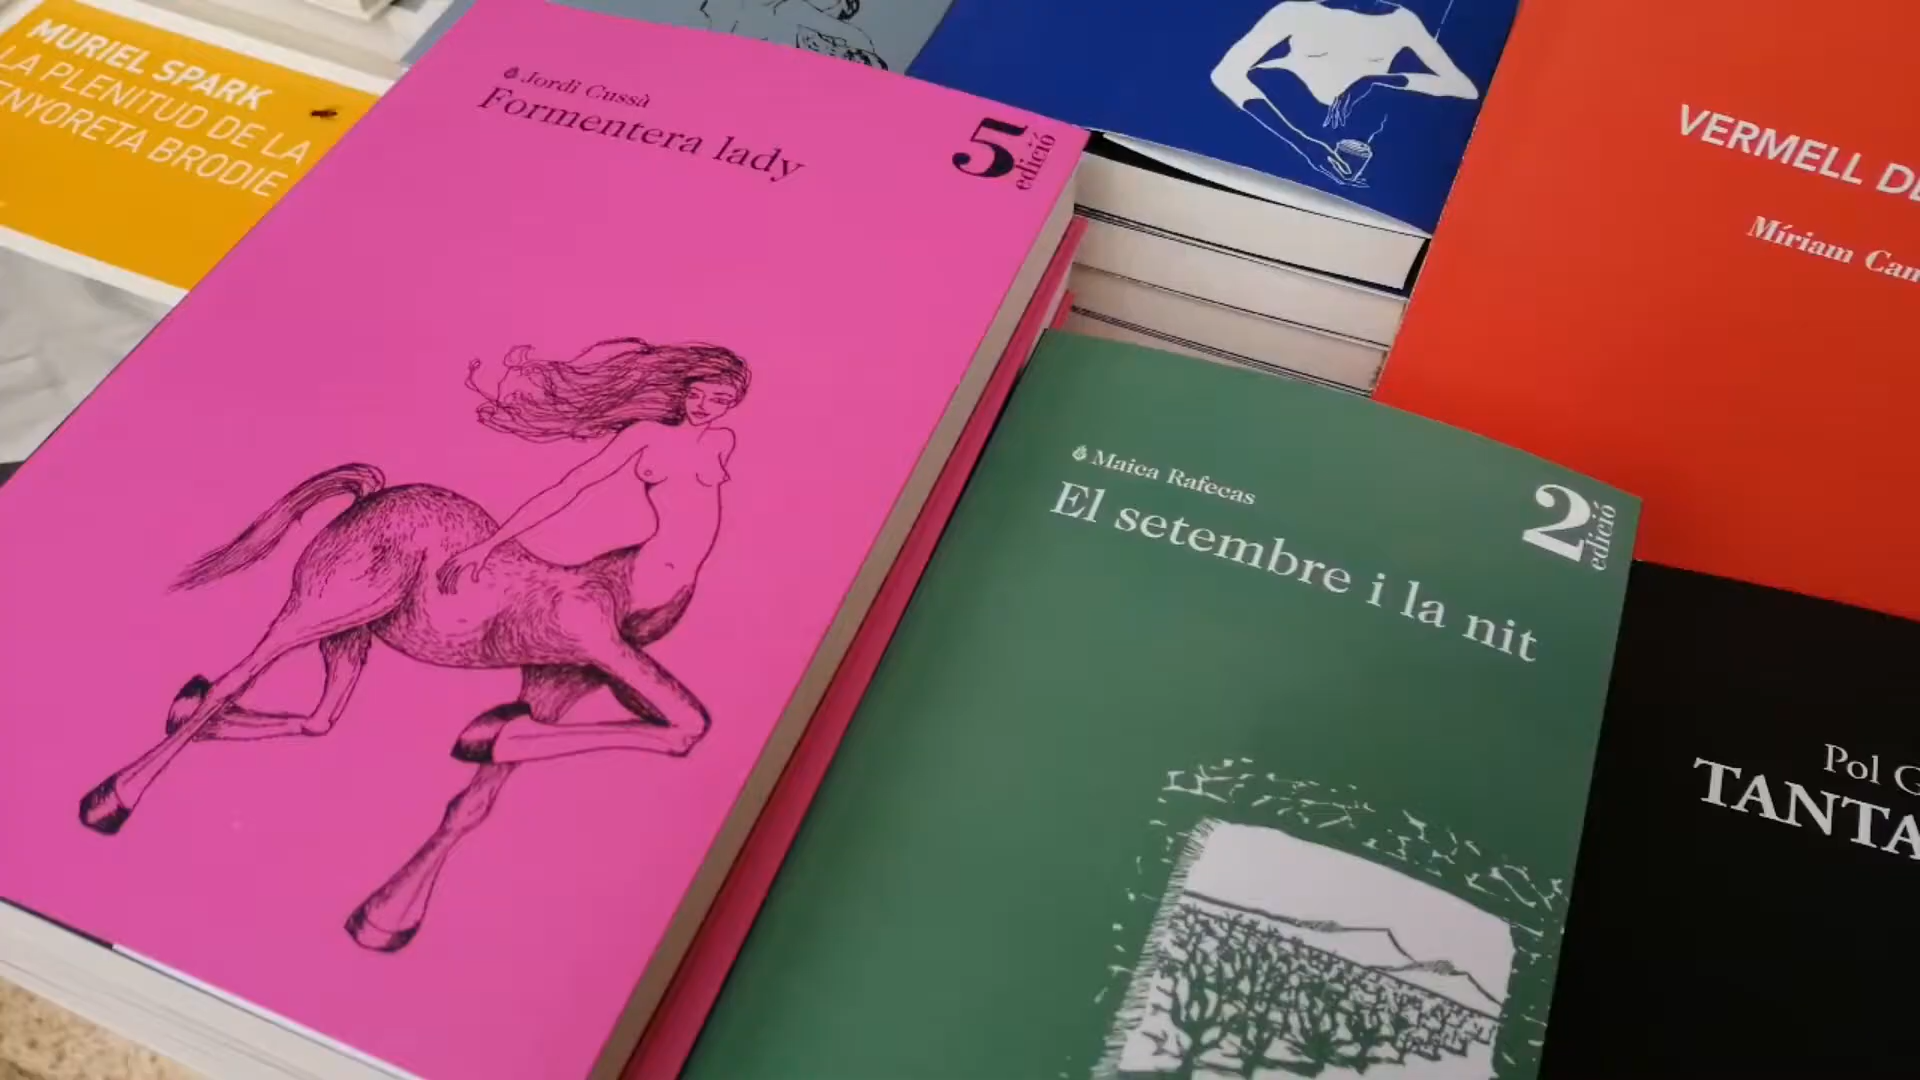 MURIEL SPARK
LA PLENITUD DE LA
ENYORETA BRODIE
Jordi Cussà
Formentera lady
5
edició
VERMELL DE
Míriam Can
Maica Rafecas
El setembre i la nit
2
edició
Pol G
TANTA